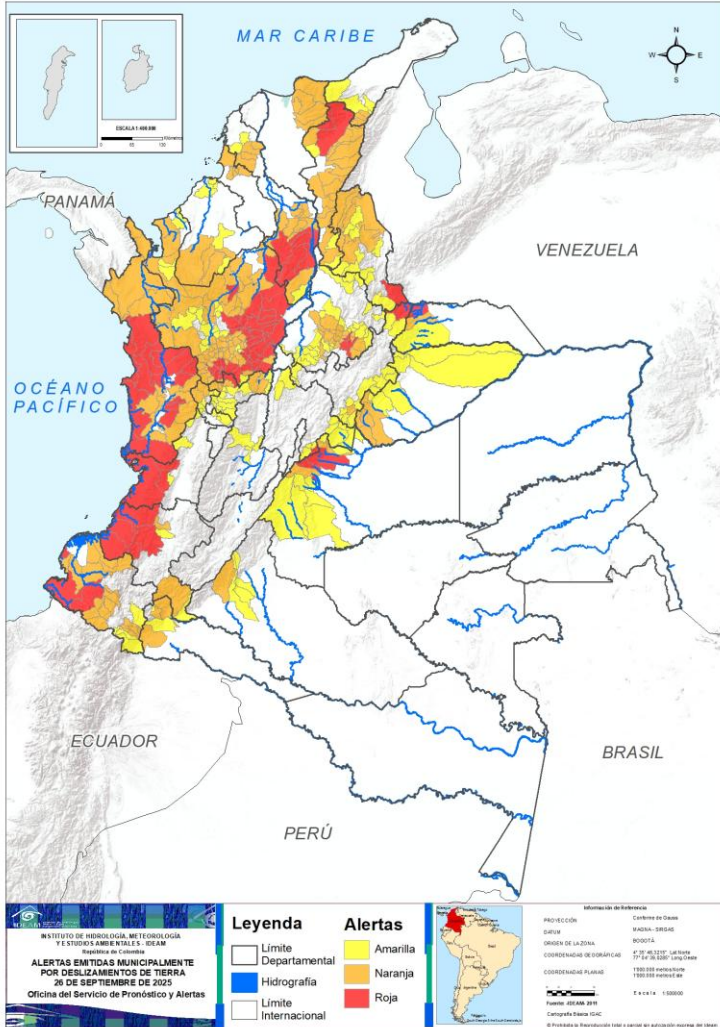 MAR CARIBE
N
W
E
S
ESCALA 1:400.000
PANAMÁ
VENEZUELA
OCÉANO
PACÍFICO
ECUADOR
BRASIL
PERÚ
IDEAM
INSTITUTO DE HIDROLOGÍA, METEOROLOGÍA
Y ESTUDIOS AMBIENTALES - IDEAM
República de Colombia
ALERTAS EMITIDAS MUNICIPALMENTE
POR DESLIZAMIENTOS DE TIERRA
26 DE SEPTIEMBRE DE 2025
Oficina del Servicio de Pronóstico y Alertas
Leyenda
Límite
Departamental
Hidrografía
Límite
Internacional
Alertas
Amarilla
Naranja
Roja
Información de Referencia
PROYECCIÓN Conforme de Gauss
DATUM MAGNA - SIRGAS
ORIGEN DE LA ZONA BOGOTÁ
COORDENADAS GEOGRÁFICAS
COORDENADAS PLANAS
Cartografía Básica IGAC